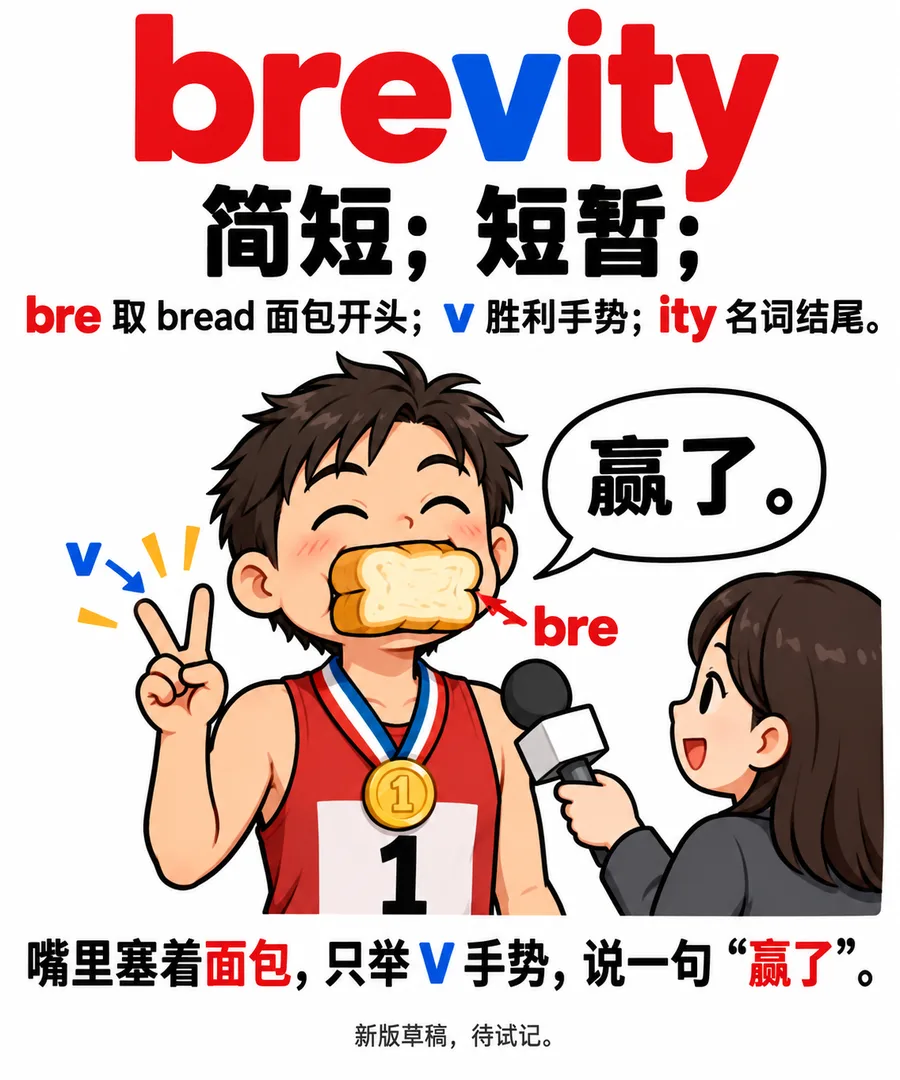 brevity
简短；短暂；
bre 取 bread 面包开头；v 胜利手势；ity 名词结尾。
赢了。
v
bre
1
1
嘴里塞着面包，只举 V 手势，说一句“赢了”。
新版草稿，待试记。